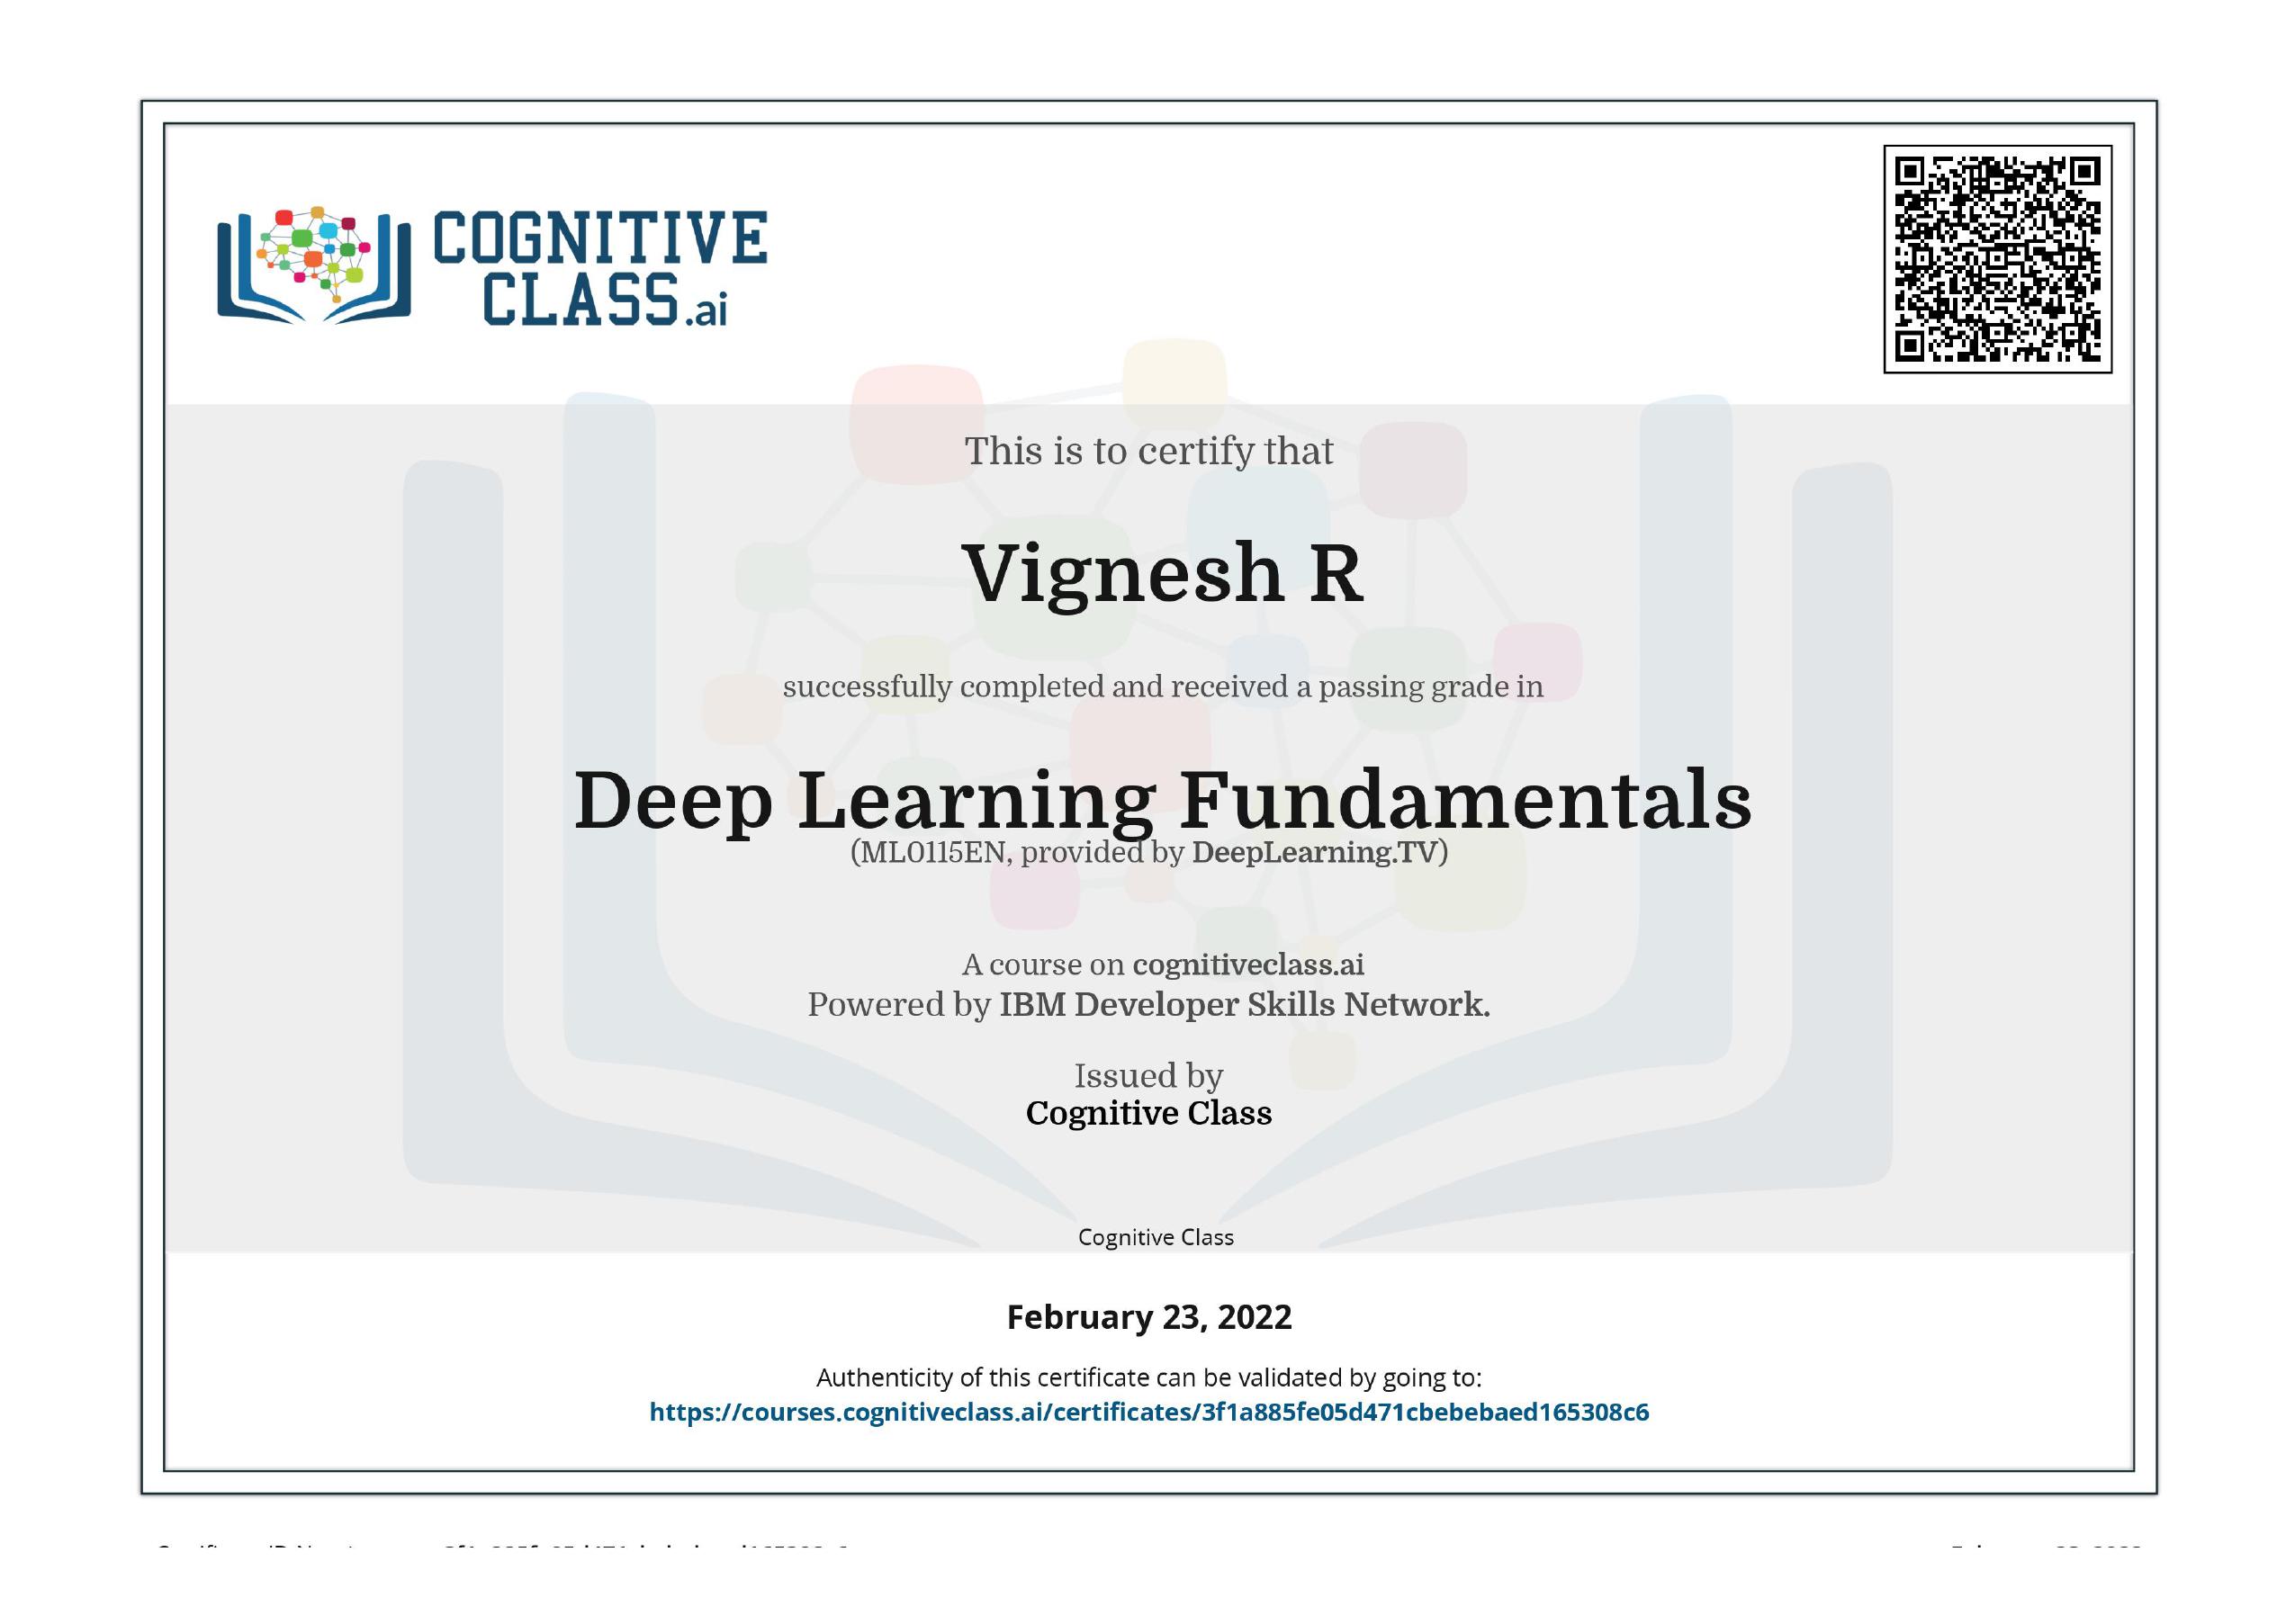 COGNITIVE
CLASS.ai
This is to certify that
Vignesh R
successfully completed and received a passing grade in
Deep Learning Fundamentals
(ML0115EN, provided by DeepLearning.TV)
A course on cognitiveclass.ai
Powered by IBM Developer Skills Network.
Issued by
Cognitive Class
Cognitive Class
February 23, 2022
Authenticity of this certificate can be validated by going to:
https://courses.cognitiveclass.ai/certificates/3f1a885fe05d471cbebebaed165308c6